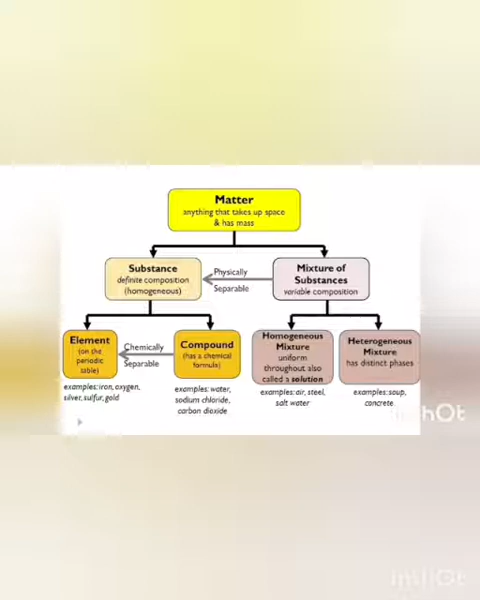 Matter
anything that takes up space
& has mass
Substance
definite composition
(homogeneous)
Physically
Separable
Mixture of
Substances
variable composition
Element
(on the
periodic
table)
Chemically
Separable
Compound
(has a chemical
formula)
Homogeneous
Mixture
uniform
throughout also
called a solution
Heterogeneous
Mixture
has distinct phases
examples: iron, oxygen,
silver, sulfur, gold
examples: water,
sodium chloride,
carbon dioxide
examples: air, steel,
salt water
examples: soup,
concrete